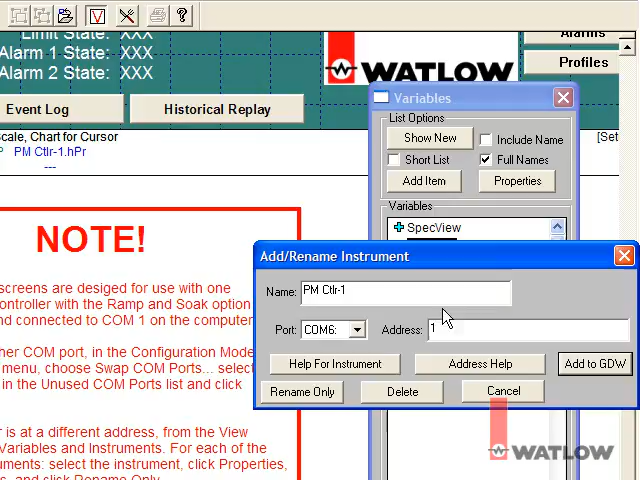 Limit State: XXX
Alarm 1 State: XXX
Alarm 2 State: XXX
WATLOW
Alarms
Profiles
Event Log
Historical Replay
Scale, Chart for Cursor
[Set
PM Ctlr-1.hPr
---
Variables
List Options
Show New
Include Name
Short List
Full Names
Add Item
Properties
Variables
SpecView
NOTE!
screens are desiged for use with one
ontroller with the Ramp and Soak option
nd connected to COM 1 on the computer
her COM port, in the Configuration Mode
menu, choose Swap COM Ports... select
in the Unused COM Ports list and click
r is at a different address, from the View
Variables and Instruments. For each of the
uments: select the instrument, click Properties,
s, and click Rename Only
Add/Rename Instrument
Name: PM Ctlr-1
Port: COM6:
Address: 1
Help For Instrument
Address Help
Add to GDW
Rename Only
Delete
Cancel
WATLOW